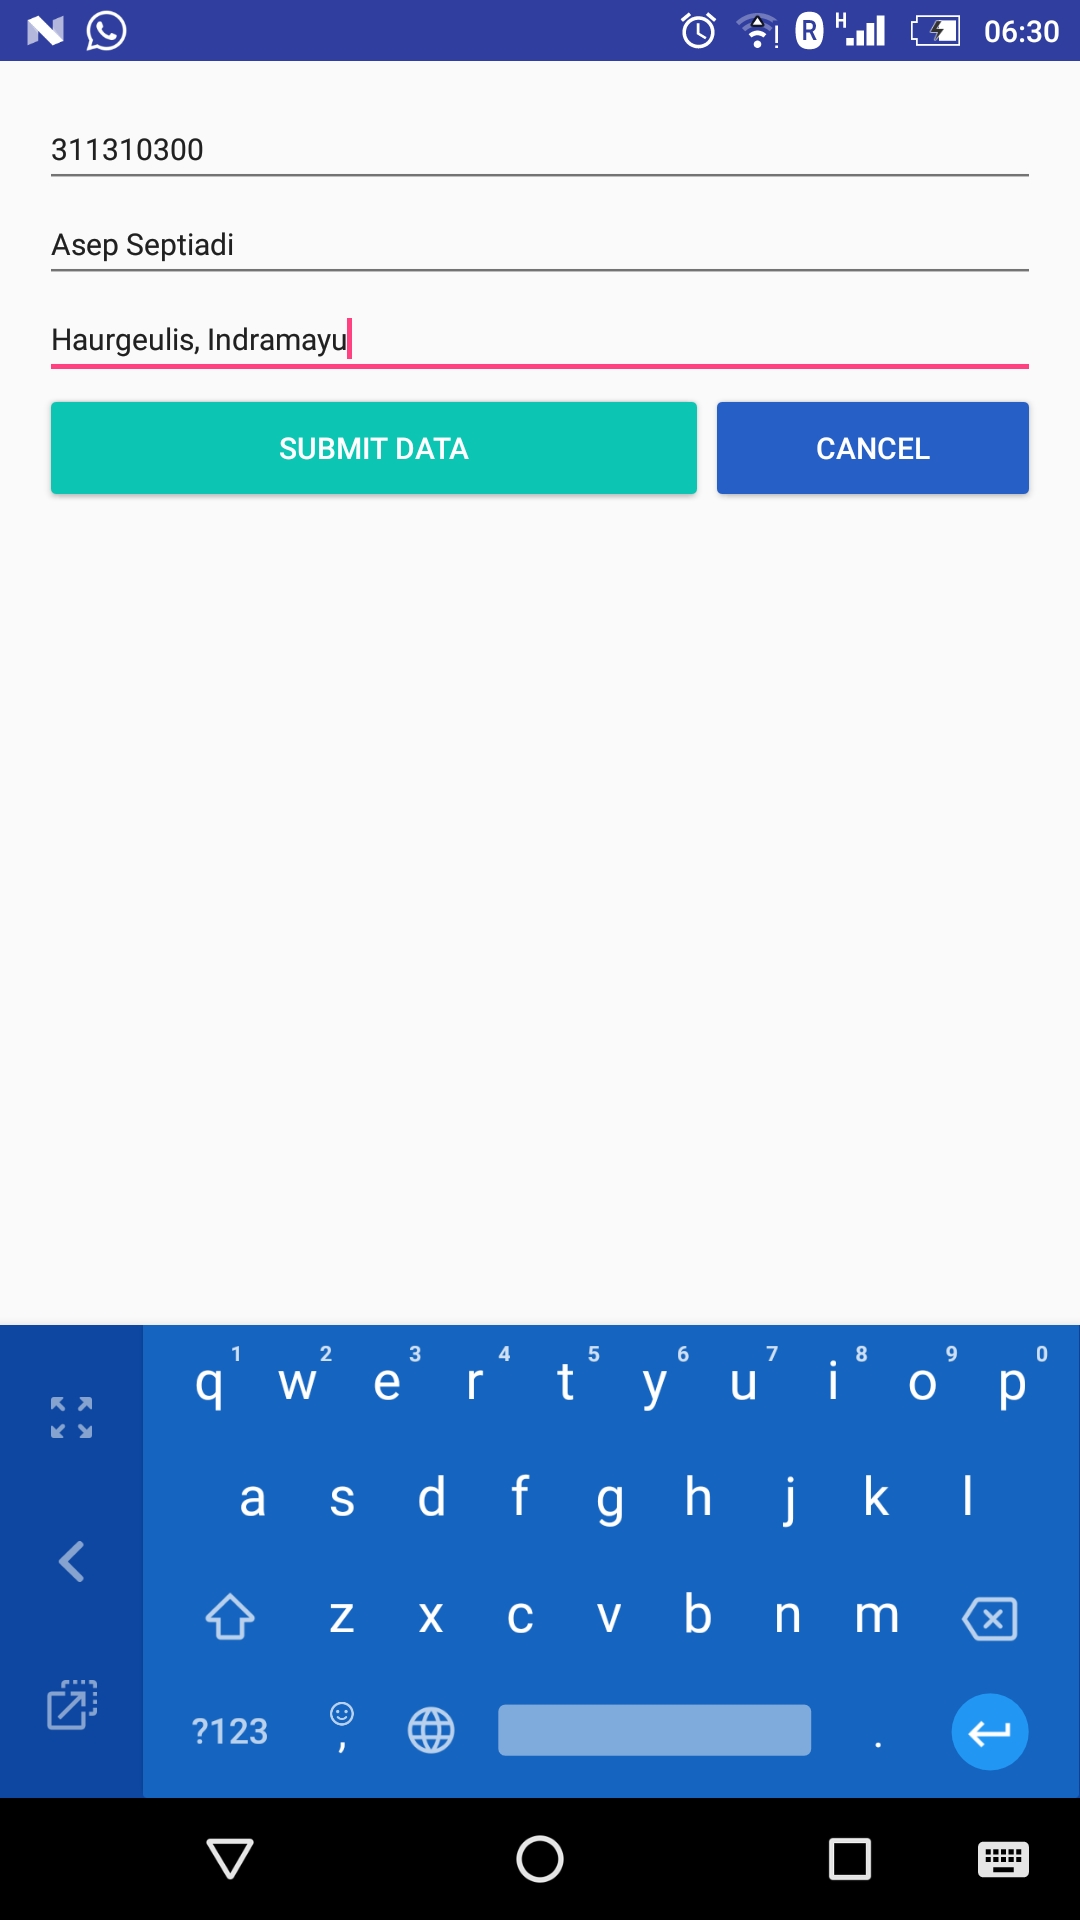 R H 06:30
311310300
Asep Septiadi
Haurgeulis, Indramayu
SUBMIT DATA CANCEL
1 2 3 4 5 6 7 8 9 0
q w e r t y u i o p
a s d f g h j k l
z x c v b n m
?123 , .